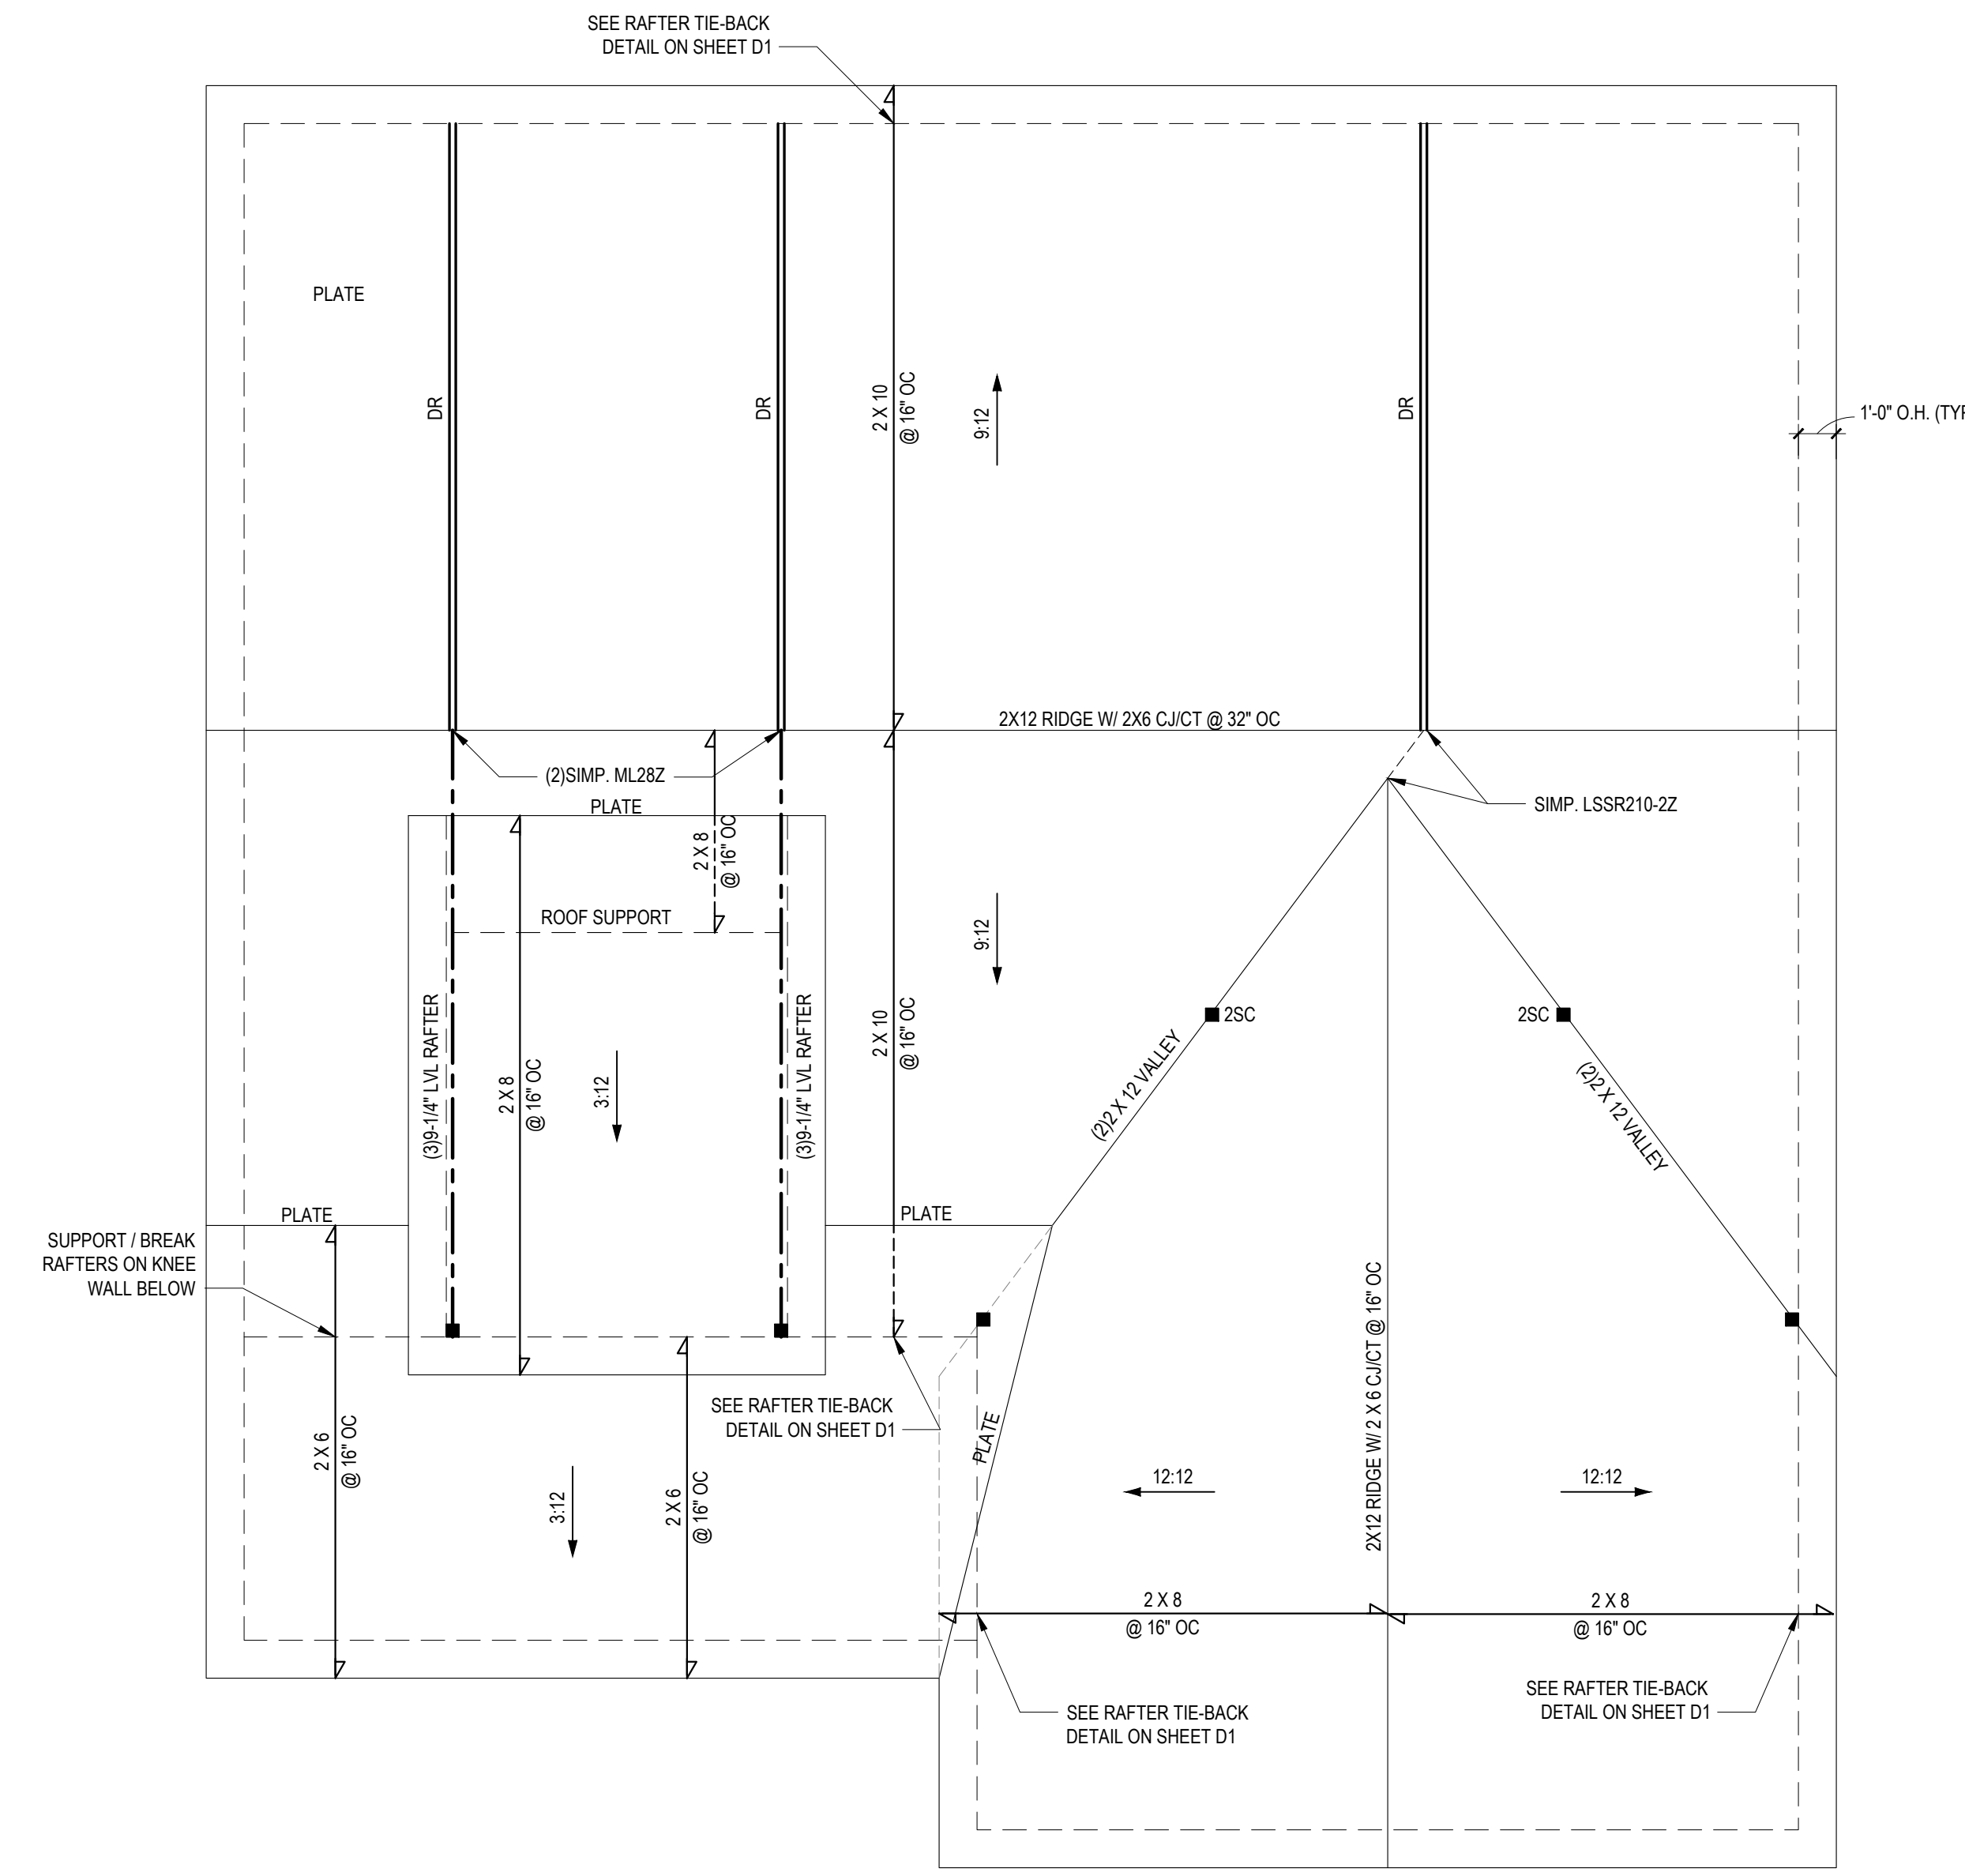 SEE RAFTER TIE-BACK
DETAIL ON SHEET D1
PLATE
DR
DR
2 X 10
@ 16" OC
9:12
DR
1'-0" O.H. (TYP
2X12 RIDGE W/ 2X6 CJ/CT @ 32" OC
(2)SIMP. ML28Z
PLATE
SIMP. LSSR210-2Z
2 X 8
@ 16" OC
ROOF SUPPORT
9:12
(3)9-1/4" LVL RAFTER
2 X 8
@ 16" OC
3:12
(3)9-1/4" LVL RAFTER
2 X 10
@ 16" OC
2SC
2SC
(2)2 X 12 VALLEY
(2)2 X 12 VALLEY
PLATE
PLATE
SUPPORT / BREAK
RAFTERS ON KNEE
WALL BELOW
SEE RAFTER TIE-BACK
DETAIL ON SHEET D1
PLATE
2X12 RIDGE W/ 2 X 6 CJ/CT @ 16" OC
2 X 6
@ 16" OC
3:12
2 X 6
@ 16" OC
12:12
12:12
2 X 8
@ 16" OC
2 X 8
@ 16" OC
SEE RAFTER TIE-BACK
DETAIL ON SHEET D1
SEE RAFTER TIE-BACK
DETAIL ON SHEET D1